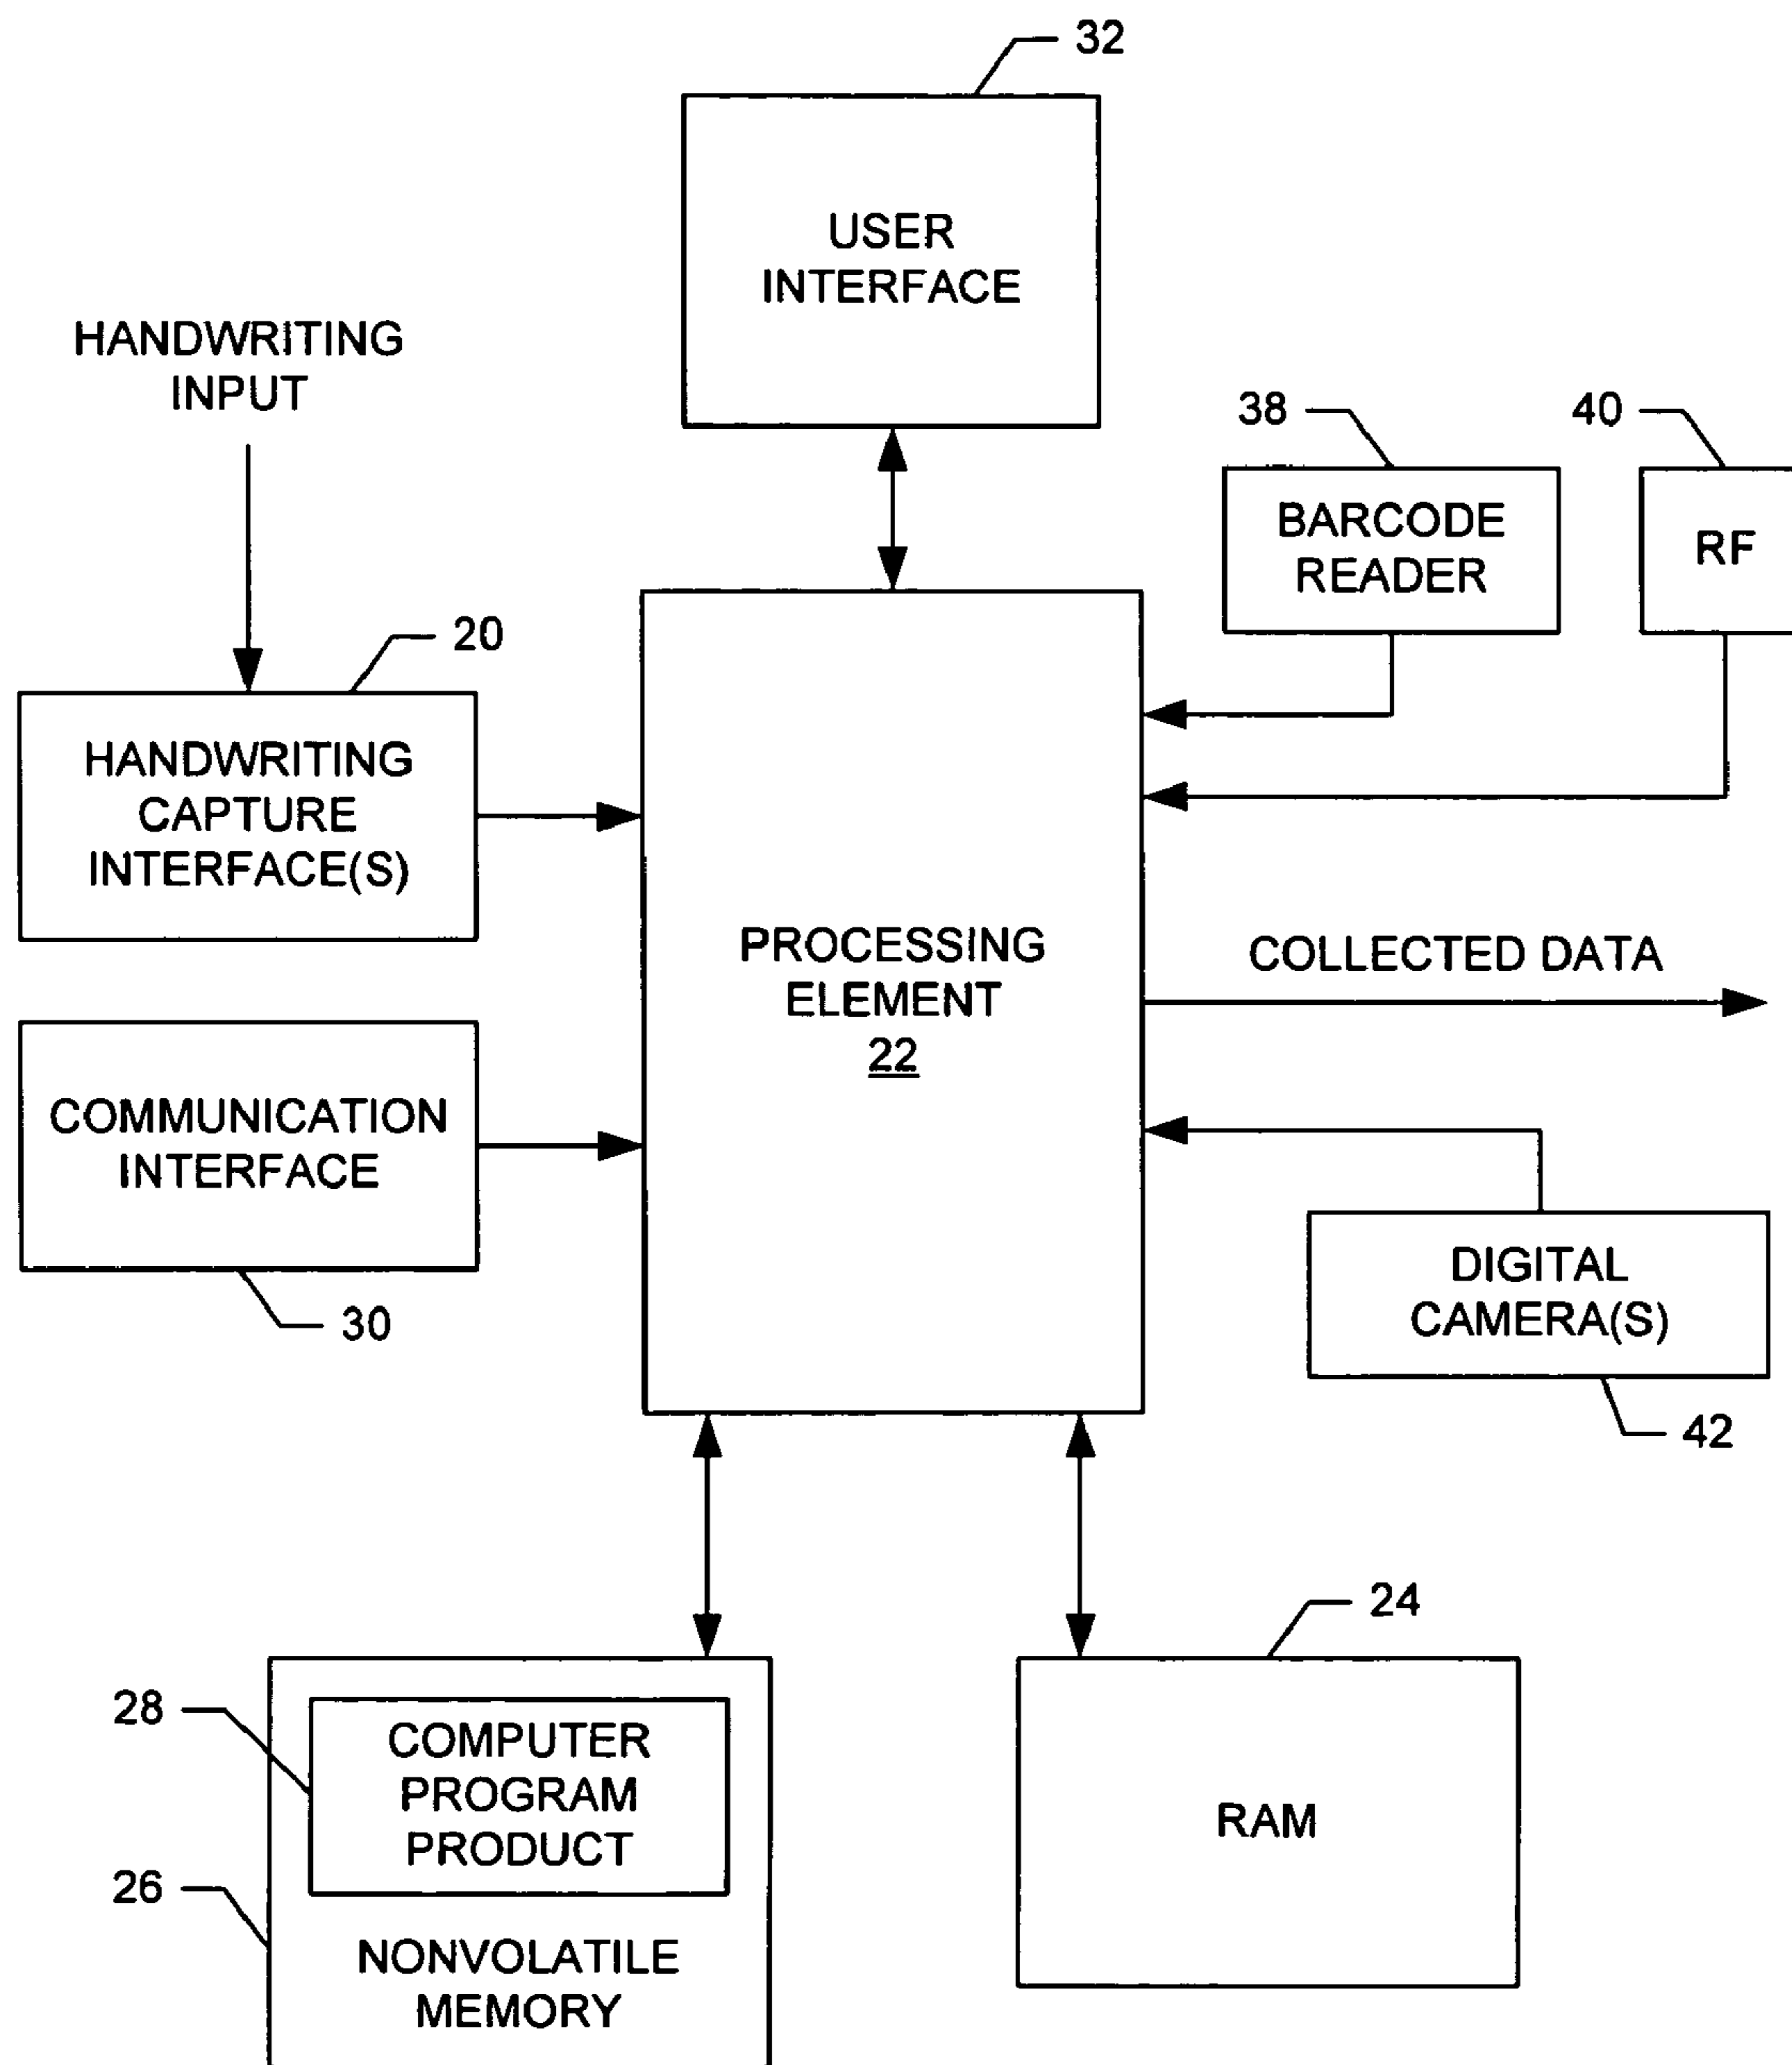 32
USER
INTERFACE
HANDWRITING
INPUT
38
40
BARCODE
READER
RF
20
HANDWRITING
CAPTURE
INTERFACE(S)
PROCESSING
ELEMENT
22
COLLECTED DATA
COMMUNICATION
INTERFACE
30
DIGITAL
CAMERA(S)
42
24
28
COMPUTER
PROGRAM
PRODUCT
RAM
26
NONVOLATILE
MEMORY